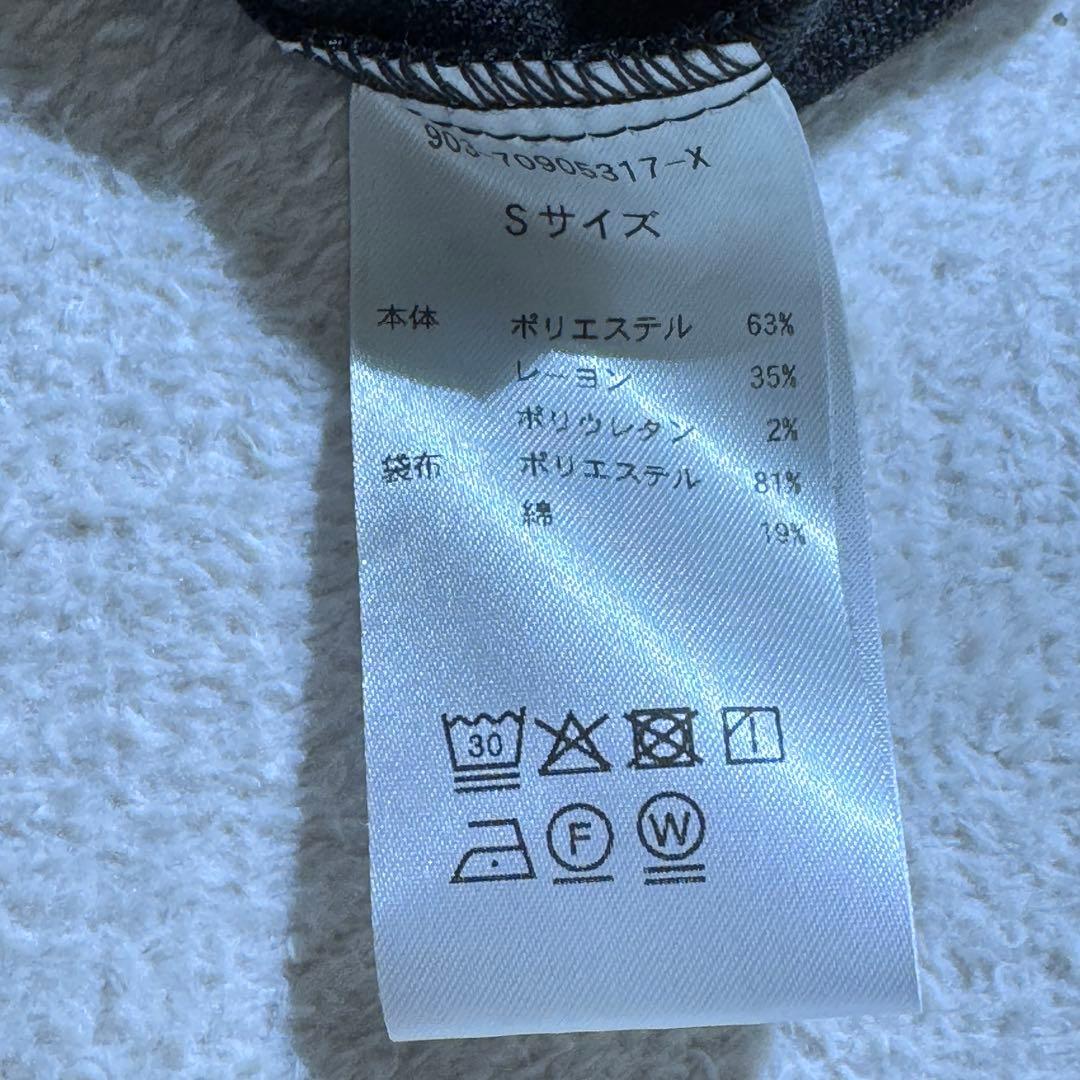 903-70905317-X
Sサイズ
本体 ポリエステル 63%
レーヨン 35%
ポリウレタン 2%
袋布 ポリエステル 81%
綿 19%
30
F W